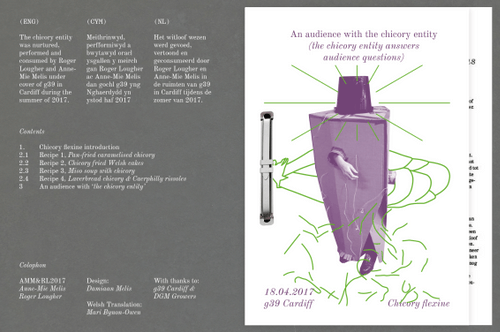 (ENG)
The chicory entity
was nurtured,
performed and
consumed by Roger
Lougher and Anne-
Mie Melis under
cover of g39 in
Cardiff during the
summer of 2017.
(CYM)
Meithrinwyd,
perfformiwyd a
bwytawyd oruel
ysgallen y meirch
gan Roger Lougher
ac Anne-Mie Melis
dan gochl g39 yng
Nghaerdydd yn
ystod haf 2017
(NL)
Het witloof wezen
werd gevoed,
vertoond en
geconsumeerd door
Roger Lougher en
Anne-Mie Melis in
de ruimten van g39
in Cardiff tijdens de
zomer van 2017.
Contents
1. Chicory flexine introduction
2.1 Recipe 1, Pan-fried caramelised chicory
2.2 Recipe 2, Chicory fried Welsh cakes
2.3 Recipe 3, Miso soup with chicory
2.4 Recipe 4, Laverbread chicory & Caerphilly rissoles
3 An audience with 'the chicory entity'
Colophon
AMM&RL2017
Anne-Mie Melis
Roger Lougher
Design:
Damiaan Melis
Welsh Translation:
Mari Bynon-Owen
With thanks to:
g39 Cardiff &
DGM Growers
An audience with the chicory entity
(the chicory entity answers
audience questions)
18.04.2017
g39 Cardiff
Chicory flexine